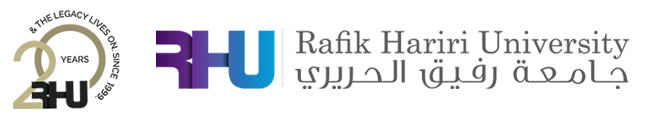 & THE LEGACY LIVES ON. SINCE 1999.
20
YEARS
RHU
RHU
Rafik Hariri University
جامعة رفيق الحريري